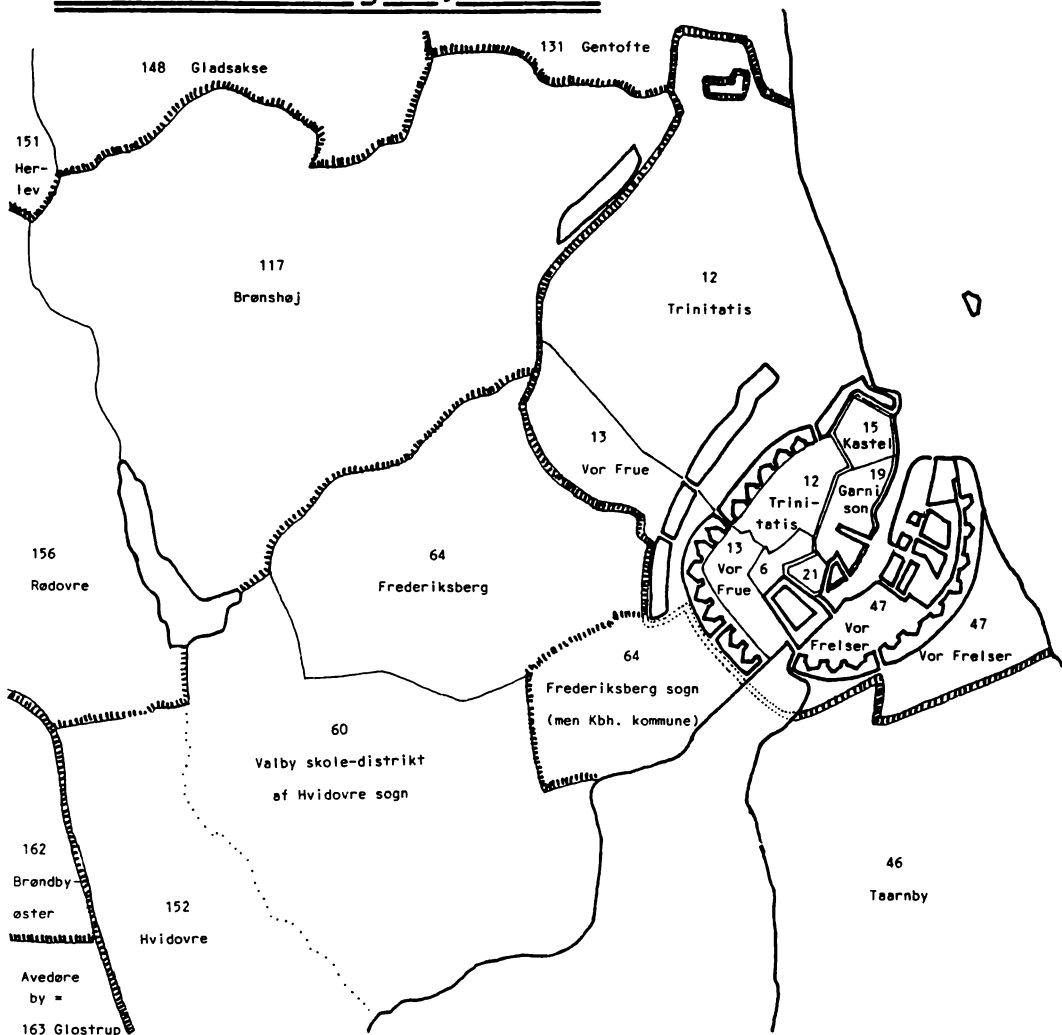 148 Gladsakse
131 Gentofte
151
Her-
lev
117
Brønshøj
12
Trinitatis
13
Vor Frue
15
Kastel
19
Garni
son
12
Trini-
tatis
13
Vor
Frue
6
21
156
Rødovre
64
Frederiksberg
47
Vor
Frelser
47
Vor Frelser
64
Frederiksberg sogn
(men Kbh. kommune)
60
Valby skole-distrikt
af Hvidovre sogn
162
Brøndby-
øster
152
Hvidovre
46
Taarnby
Avedøre
by =
163 Glostrup